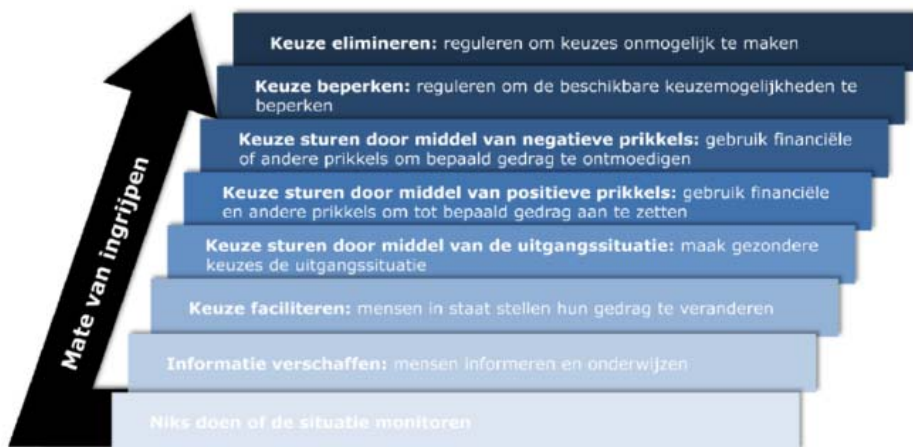 Keuze elimineren: reguleren om keuzes onmogelijk te maken
Keuze beperken: reguleren om de beschikbare keuzemogelijkheden te
beperken
Keuze sturen door middel van negatieve prikkels: gebruik financiële
of andere prikkels om bepaald gedrag te ontmoedigen
Keuze sturen door middel van positieve prikkels: gebruik financiële
en andere prikkels om tot bepaald gedrag aan te zetten
Keuze sturen door middel van de uitgangssituatie: maak gezondere
keuzes de uitgangssituatie
Keuze faciliteren: mensen in staat stellen hun gedrag te veranderen
Informatie verschaffen: mensen informeren en onderwijzen
Niks doen of de situatie monitoren
Mate van ingrijpen